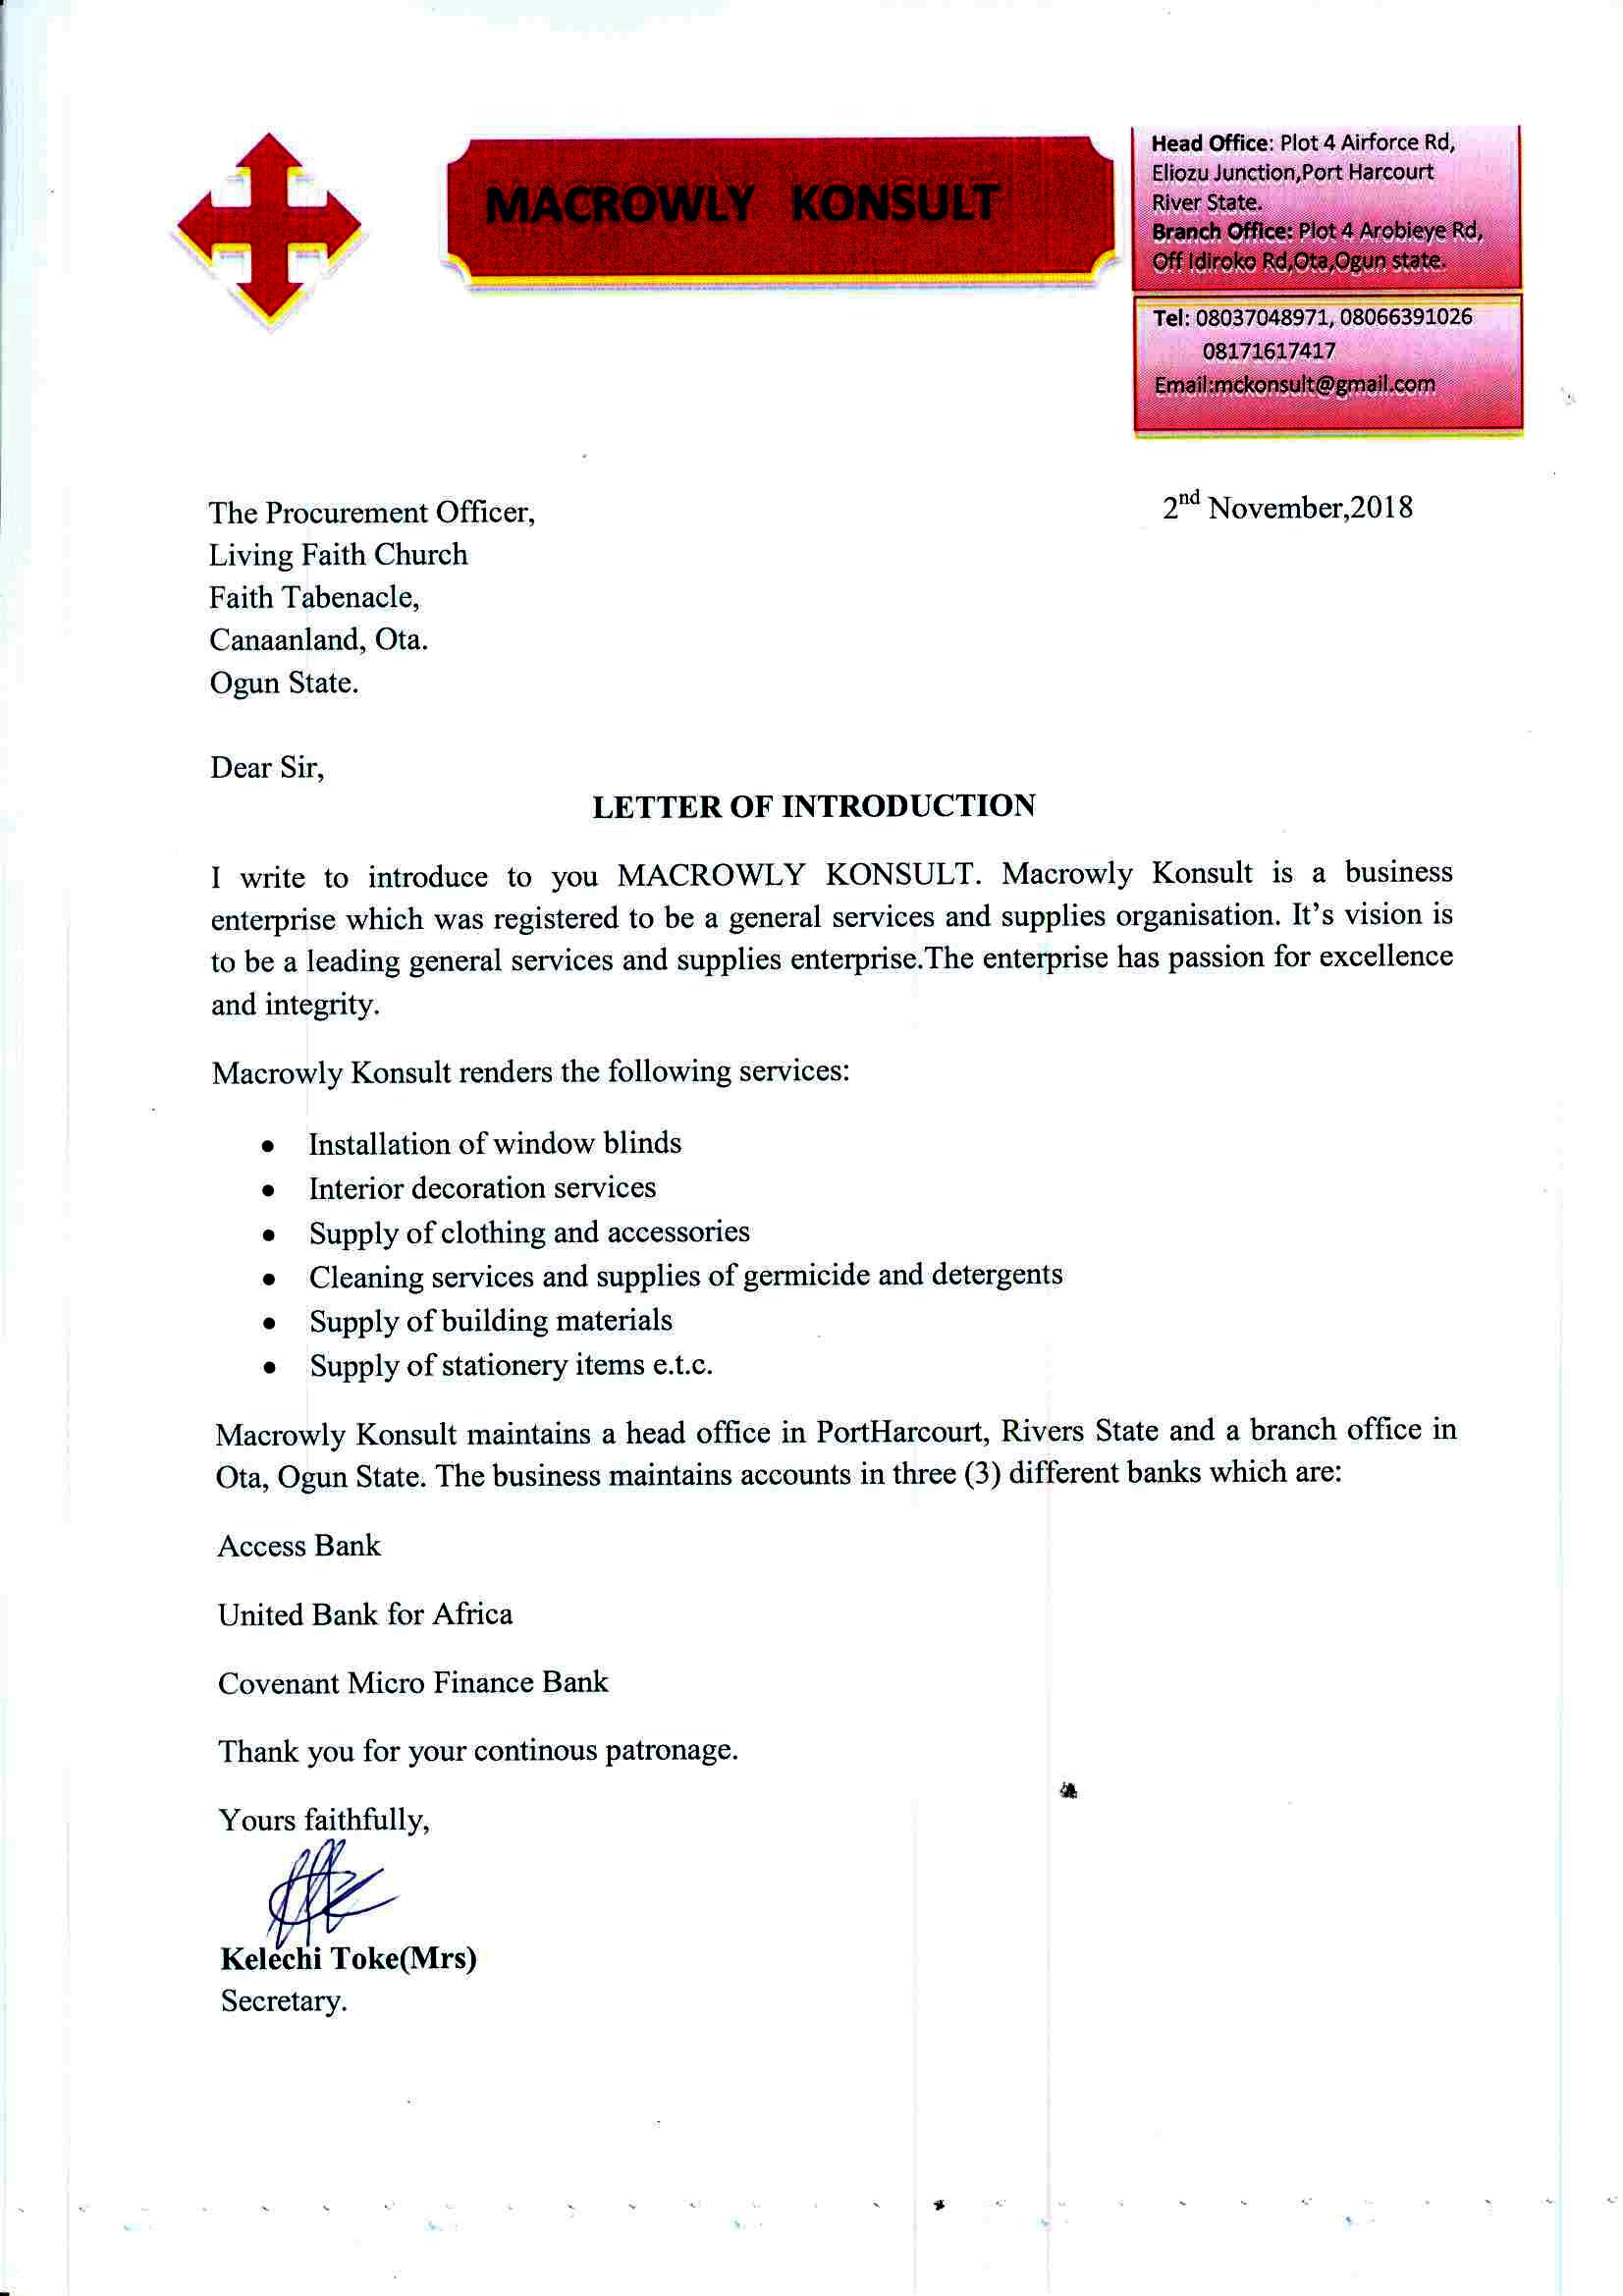 MACROWLY KONSULT
Head Office: Plot 4 Airforce Rd,
Eliozu Junction,Port Harcourt
River State.
Branch Office: Plot 4 Arobieye Rd,
Off Idiroko Rd,Ota,Ogun state.
Tel: 08037048971, 08066391026
08171617417
Email:mckonsult@gmail.com
The Procurement Officer,
2nd November,2018
Living Faith Church
Faith Tabenacle,
Canaanland, Ota.
Ogun State.
Dear Sir,
LETTER OF INTRODUCTION
I write to introduce to you MACROWLY KONSULT. Macrowly Konsult is a business
enterprise which was registered to be a general services and supplies organisation. It's vision is
to be a leading general services and supplies enterprise.The enterprise has passion for excellence
and integrity.
Macrowly Konsult renders the following services:
• Installation of window blinds
• Interior decoration services
• Supply of clothing and accessories
• Cleaning services and supplies of germicide and detergents
• Supply of building materials
• Supply of stationery items e.t.c.
Macrowly Konsult maintains a head office in PortHarcourt, Rivers State and a branch office in
Ota, Ogun State. The business maintains accounts in three (3) different banks which are:
Access Bank
United Bank for Africa
Covenant Micro Finance Bank
Thank you for your continous patronage.
Yours faithfully,
Kelechi Toke(Mrs)
Secretary.